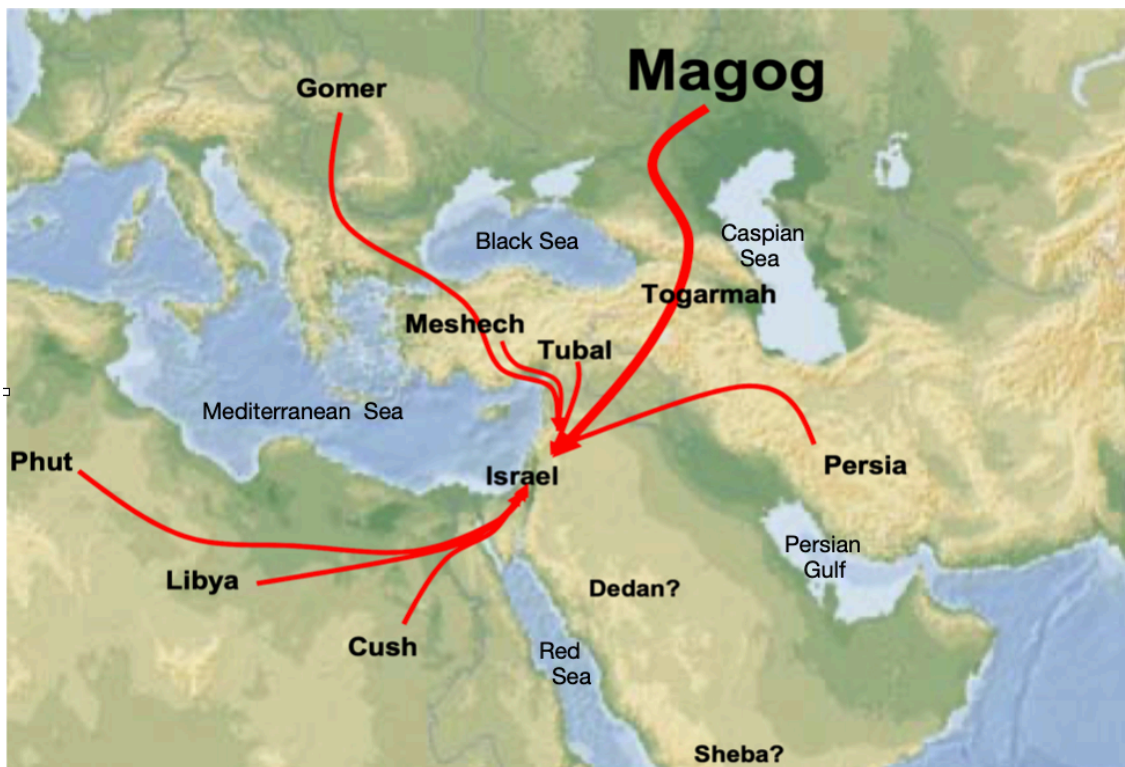 Magog
Gomer
Black Sea
Caspian
Sea
Togarmah
Meshech
Tubal
Mediterranean Sea
Phut
Israel
Persia
Persian
Gulf
Libya
Dedan?
Cush
Red
Sea
Sheba?